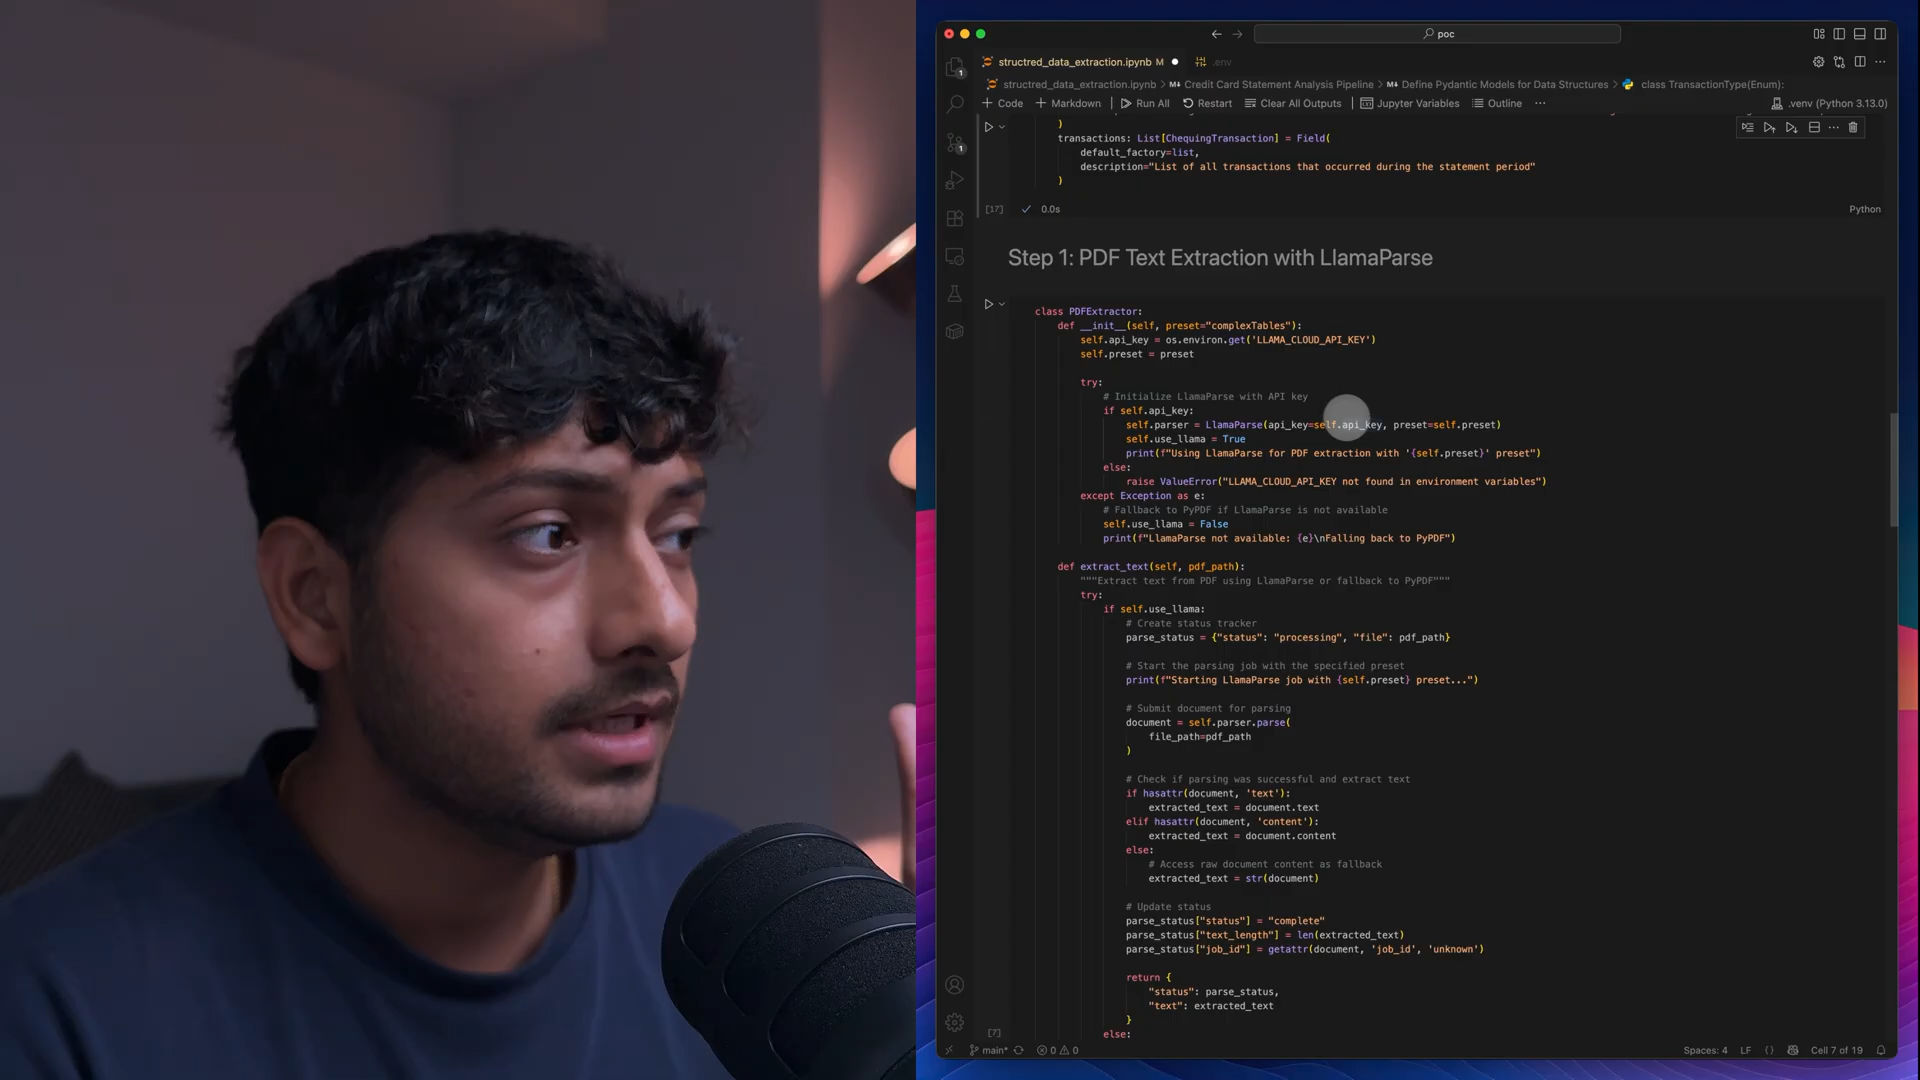 poc
structred_data_extraction.ipynb M
.env
structred_data_extraction.ipynb > Credit Card Statement Analysis Pipeline > Define Pydantic Models for Data Structures > class TransactionType(Enum):
+ Code + Markdown | Run All Restart Clear All Outputs | Jupyter Variables Outline ...
.venv (Python 3.13.0)
)
transactions: List[ChequingTransaction] = Field(
default_factory=list,
description="List of all transactions that occurred during the statement period"
)
[17] 0.0s Python
Step 1: PDF Text Extraction with LlamaParse
class PDFExtractor:
def __init__(self, preset="complexTables"):
self.api_key = os.environ.get('LLAMA_CLOUD_API_KEY')
self.preset = preset
try:
# Initialize LlamaParse with API key
if self.api_key:
self.parser = LlamaParse(api_key=self.api_key, preset=self.preset)
self.use_llama = True
print(f"Using LlamaParse for PDF extraction with '{self.preset}' preset")
else:
raise ValueError("LLAMA_CLOUD_API_KEY not found in environment variables")
except Exception as e:
# Fallback to PyPDF if LlamaParse is not available
self.use_llama = False
print(f"LlamaParse not available: {e}\nFalling back to PyPDF")
def extract_text(self, pdf_path):
"""Extract text from PDF using LlamaParse or fallback to PyPDF"""
try:
if self.use_llama:
# Create status tracker
parse_status = {"status": "processing", "file": pdf_path}
# Start the parsing job with the specified preset
print(f"Starting LlamaParse job with {self.preset} preset...")
# Submit document for parsing
document = self.parser.parse(
file_path=pdf_path
)
# Check if parsing was successful and extract text
if hasattr(document, 'text'):
extracted_text = document.text
elif hasattr(document, 'content'):
extracted_text = document.content
else:
# Access raw document content as fallback
extracted_text = str(document)
# Update status
parse_status["status"] = "complete"
parse_status["text_length"] = len(extracted_text)
parse_status["job_id"] = getattr(document, 'job_id', 'unknown')
return {
"status": parse_status,
"text": extracted_text
}
[7]
else:
main* 0 0 Spaces: 4 LF {} Cell 7 of 19